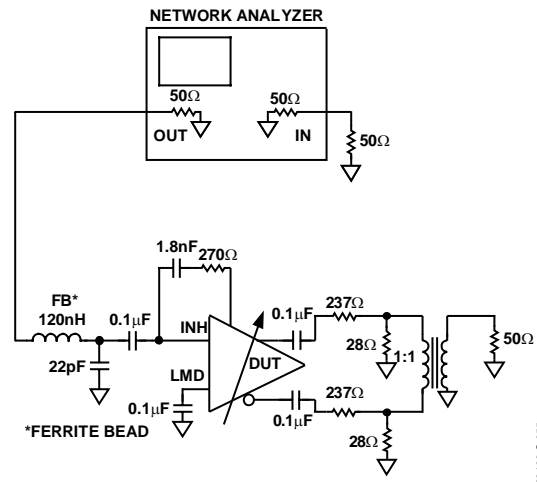 NETWORK ANALYZER
50Ω
50Ω
OUT
IN
50Ω
1.8nF
270Ω
FB*
120nH
0.1μF
INH
0.1μF
237Ω
28Ω
1:1
50Ω
22pF
LMD
DUT
0.1μF
237Ω
0.1μF
28Ω
*FERRITE BEAD